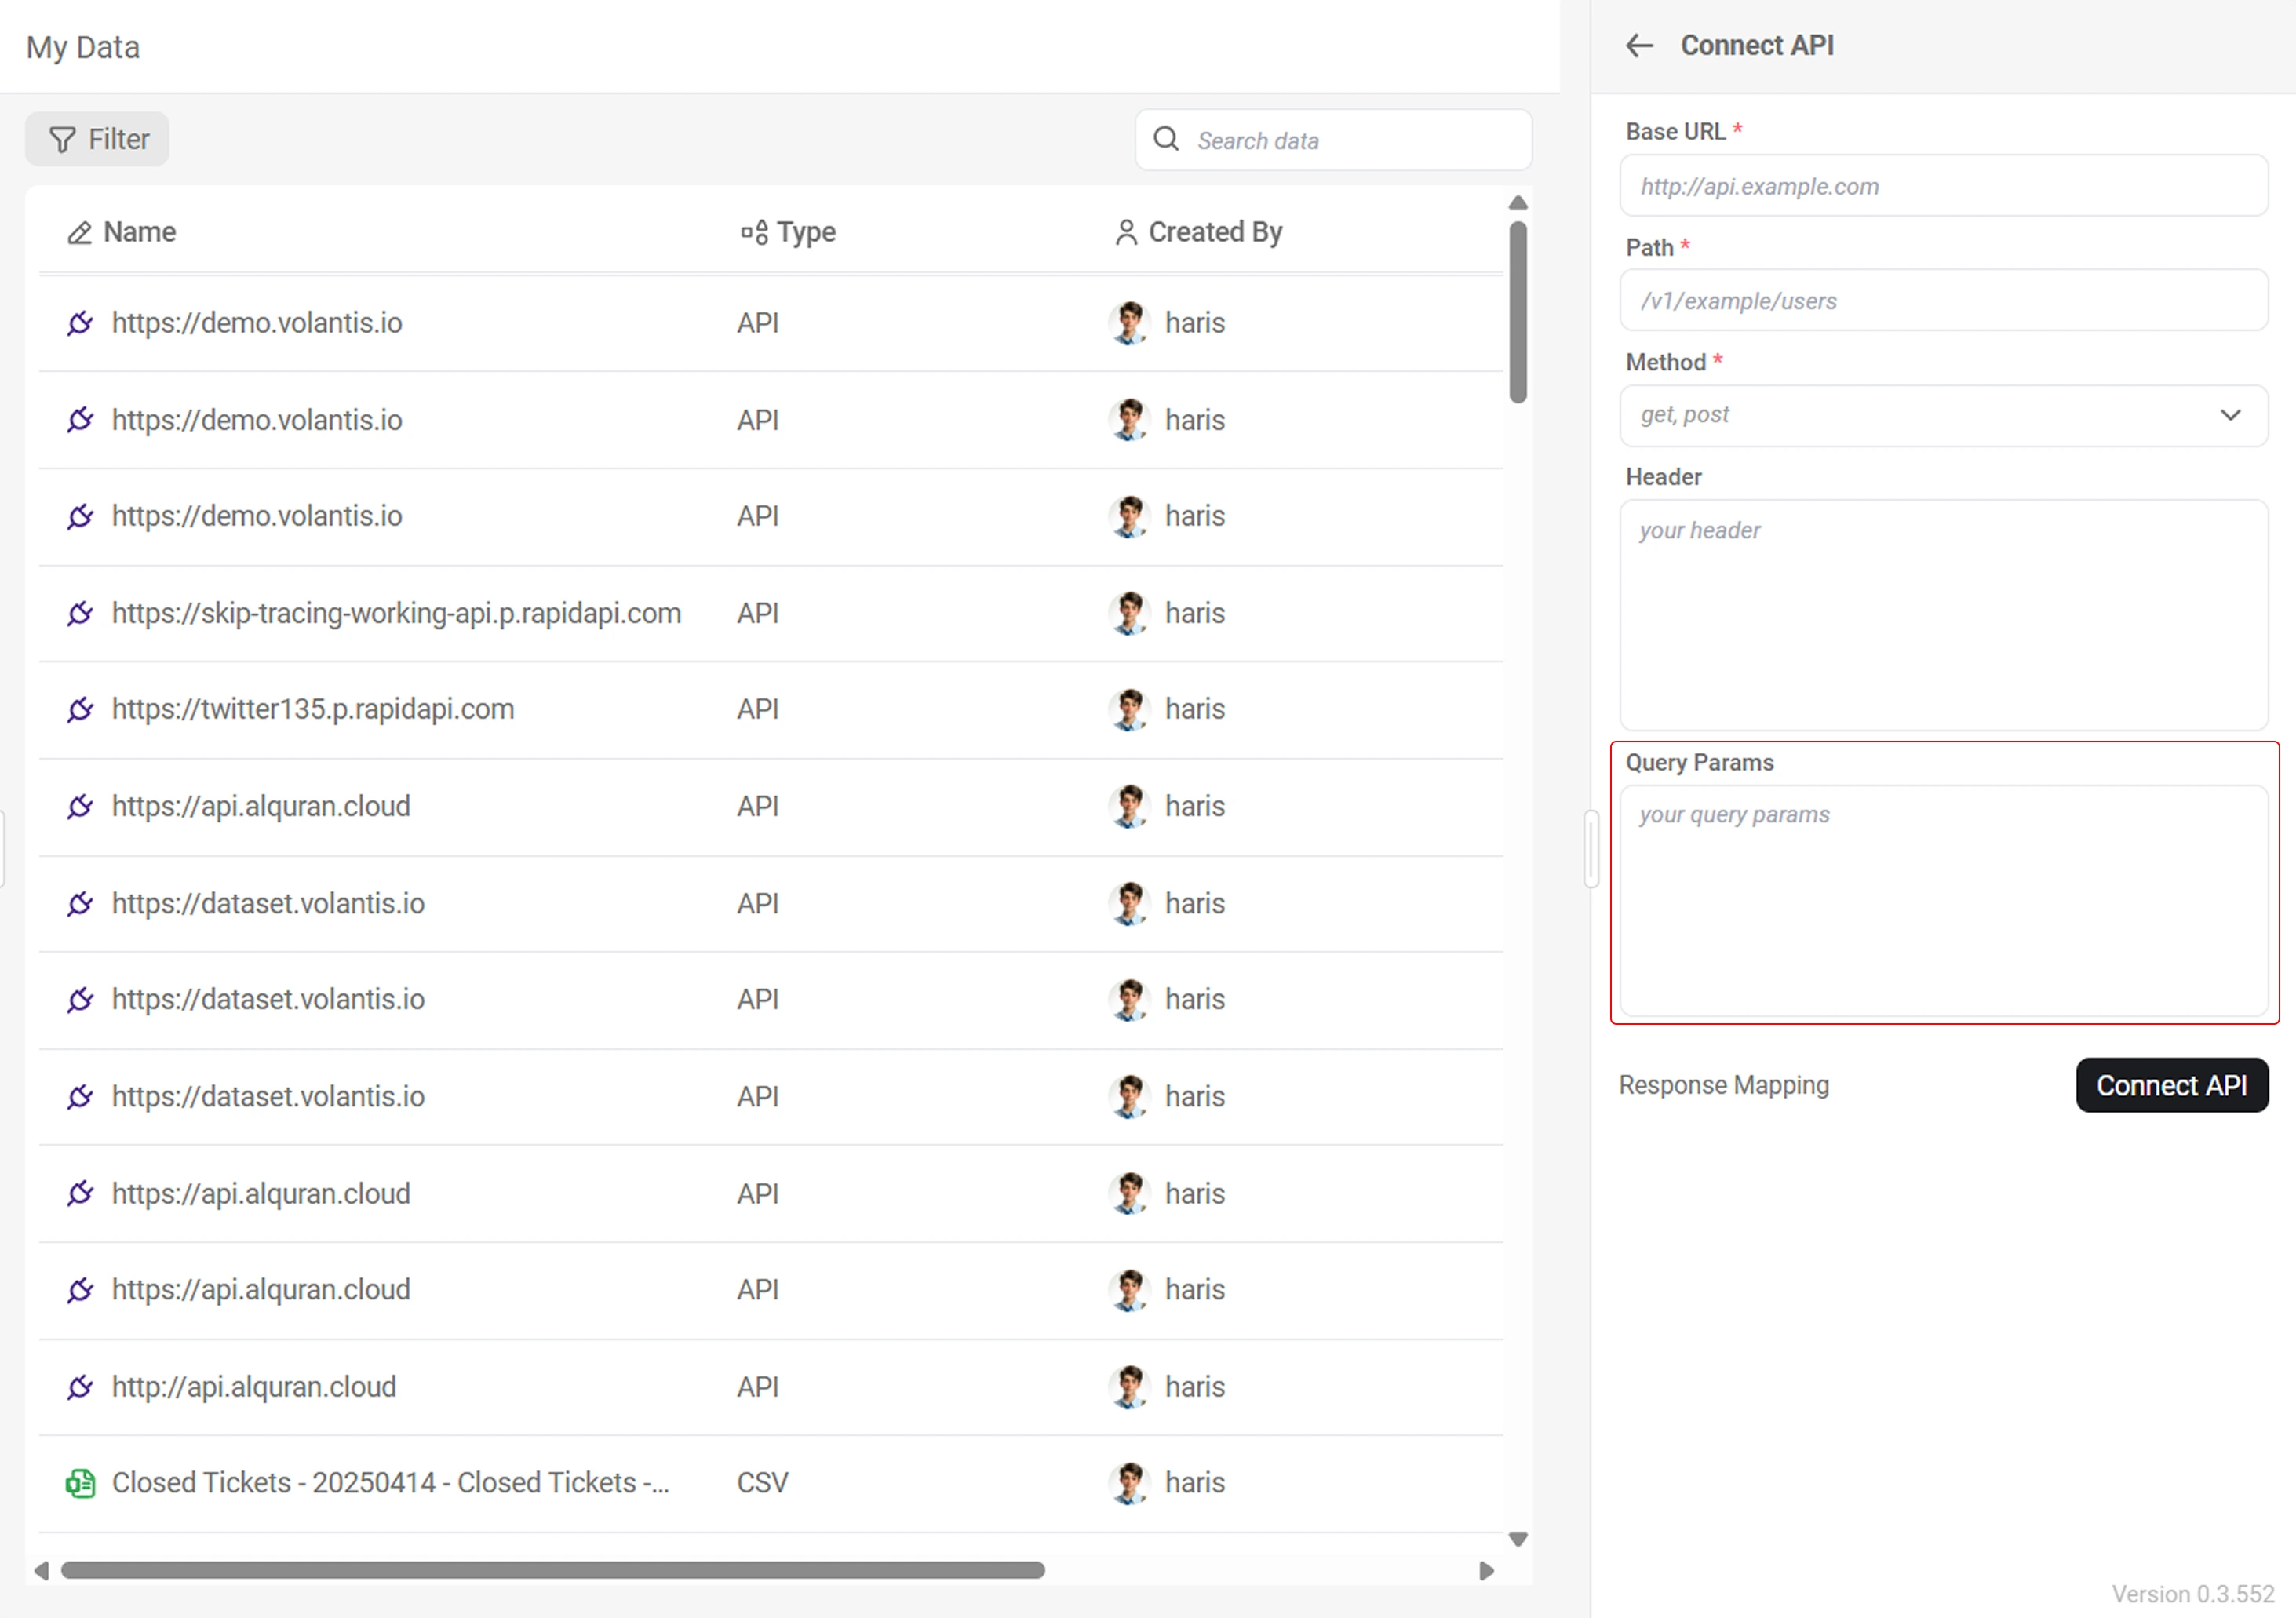 My Data
Filter
Search data
Name Type Created By
https://demo.volantis.io API haris
https://demo.volantis.io API haris
https://demo.volantis.io API haris
https://skip-tracing-working-api.p.rapidapi.com API haris
https://twitter135.p.rapidapi.com API haris
https://api.alquran.cloud API haris
https://dataset.volantis.io API haris
https://dataset.volantis.io API haris
https://dataset.volantis.io API haris
https://api.alquran.cloud API haris
https://api.alquran.cloud API haris
http://api.alquran.cloud API haris
Closed Tickets - 20250414 - Closed Tickets -... CSV haris
Connect API
Base URL *
http://api.example.com
Path *
/v1/example/users
Method *
get, post
Header
your header
Query Params
your query params
Response Mapping
Connect API
Version 0.3.552